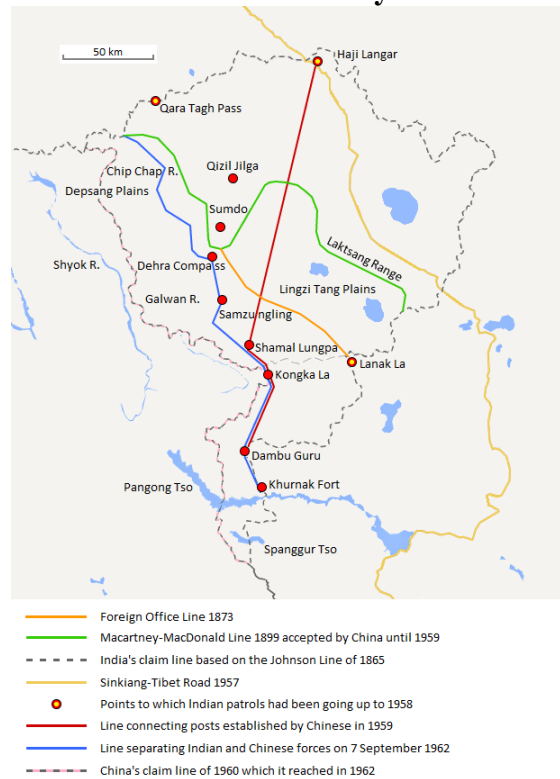 50 km
Haji Langar
Qara Tagh Pass
Chip Chap R.
Qizil Jilga
Depsang Plains
Sumdo
Laktsang Range
Shyok R.
Dehra Compass
Lingzi Tang Plains
Galwan R.
Samzungling
Shamal Lungpa
Lanak La
Kongka La
Dambu Guru
Pangong Tso
Khurnak Fort
Spanggur Tso
Foreign Office Line 1873
Macartney-MacDonald Line 1899 accepted by China until 1959
India's claim line based on the Johnson Line of 1865
Sinkiang-Tibet Road 1957
Points to which Indian patrols had been going up to 1958
Line connecting posts established by Chinese in 1959
Line separating Indian and Chinese forces on 7 September 1962
China's claim line of 1960 which it reached in 1962